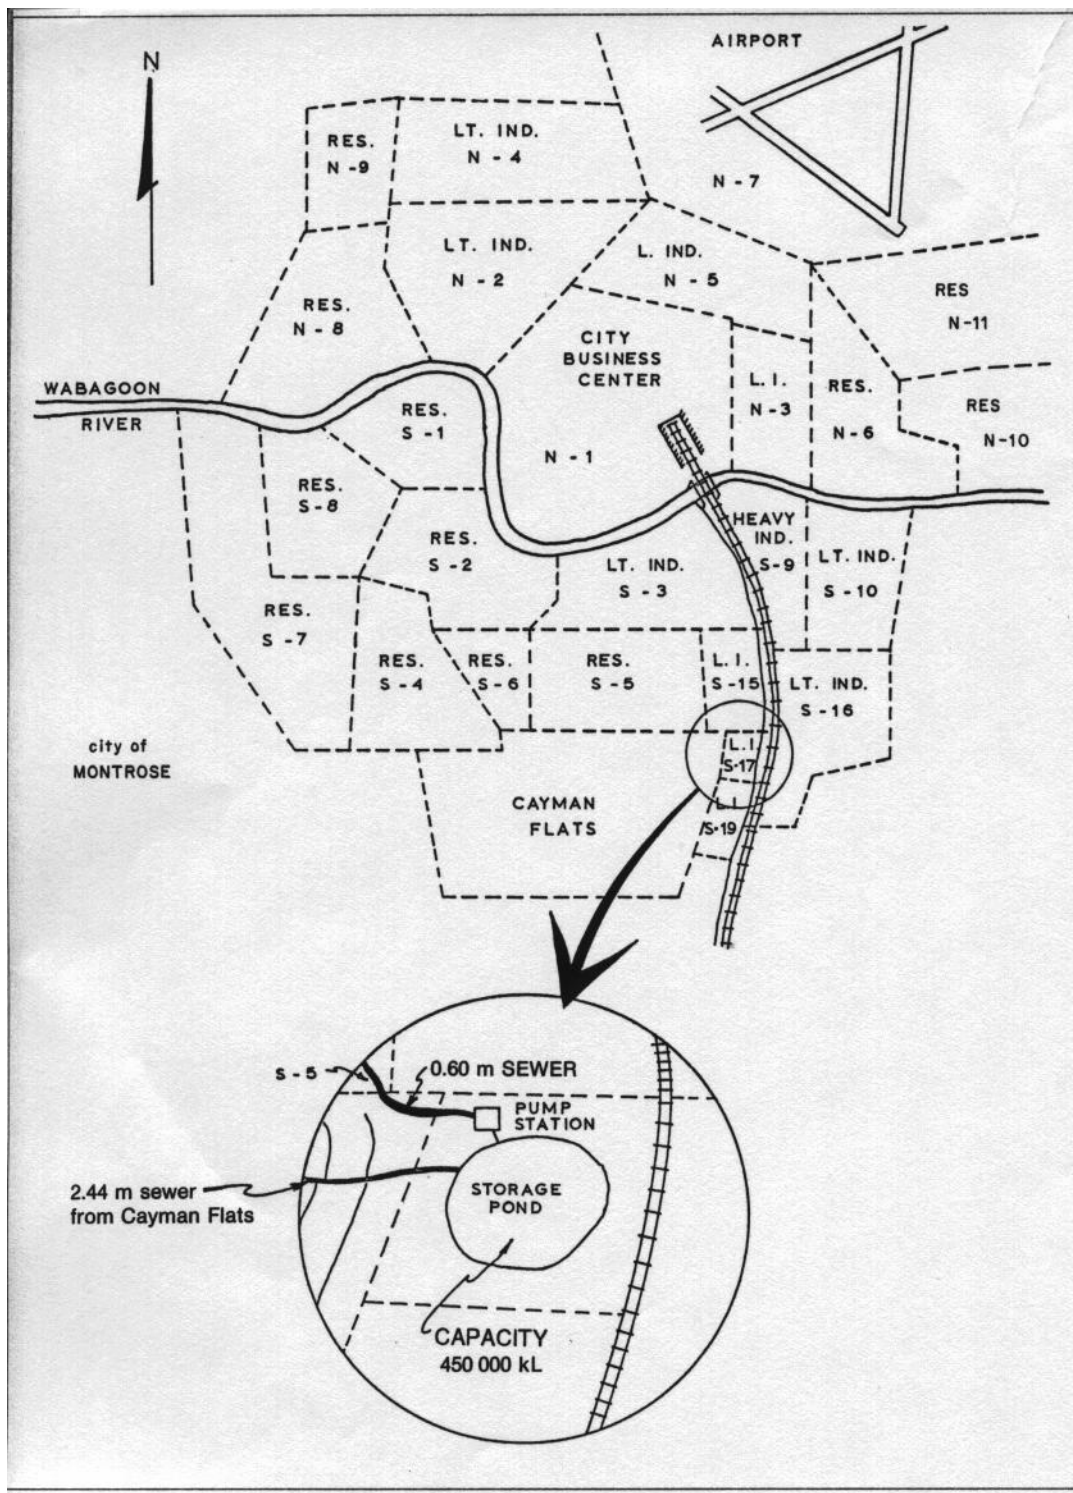 AIRPORT
N
LT. IND.
N - 4
RES.
N - 9
N - 7
LT. IND.
N - 2
L. IND.
N - 5
RES.
N - 8
RES
N-11
CITY
BUSINESS
CENTER
L. I.
N - 3
RES.
N - 6
RES
N-10
WABAGOON
RIVER
RES.
S - 1
N - 1
RES.
S - 8
HEAVY
IND.
S - 9
RES.
S - 2
LT. IND.
S - 3
LT. IND.
S - 10
RES.
S - 7
RES.
S - 4
RES.
S - 6
RES.
S - 5
L. I.
S - 15
LT. IND.
S - 16
city of
MONTROSE
L. I
S-17
CAYMAN
FLATS
L. I
S-19
S - 5
0.60 m SEWER
PUMP
STATION
2.44 m sewer
from Cayman Flats
STORAGE
POND
CAPACITY
450 000 kL